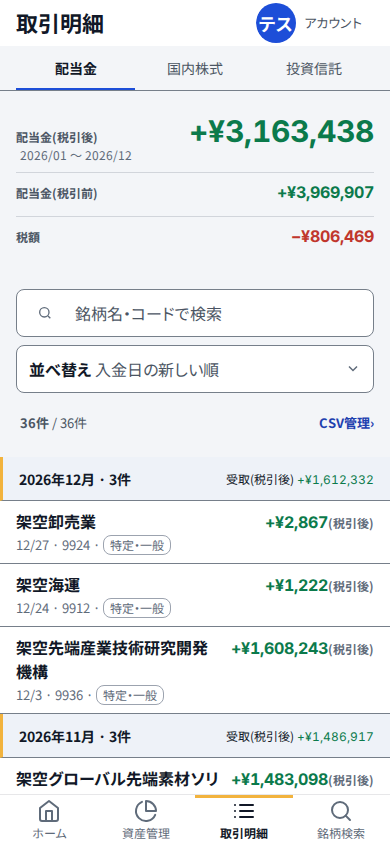 取引明細
テス アカウント
配当金 国内株式 投資信託
配当金(税引後) +¥3,163,438
2026/01 〜 2026/12
配当金(税引前) +¥3,969,907
税額 −¥806,469
銘柄名・コードで検索
並べ替え 入金日の新しい順
36件 / 36件 CSV管理›
2026年12月・3件 受取(税引後) +¥1,612,332
架空卸売業 +¥2,867(税引後)
12/27・9924・特定・一般
架空海運 +¥1,222(税引後)
12/24・9912・特定・一般
架空先端産業技術研究開発 +¥1,608,243(税引後)
機構
12/3・9936・特定・一般
2026年11月・3件 受取(税引後) +¥1,486,917
架空グローバル先端素材ソリ +¥1,483,098(税引後)
ホーム 資産管理 取引明細 銘柄検索